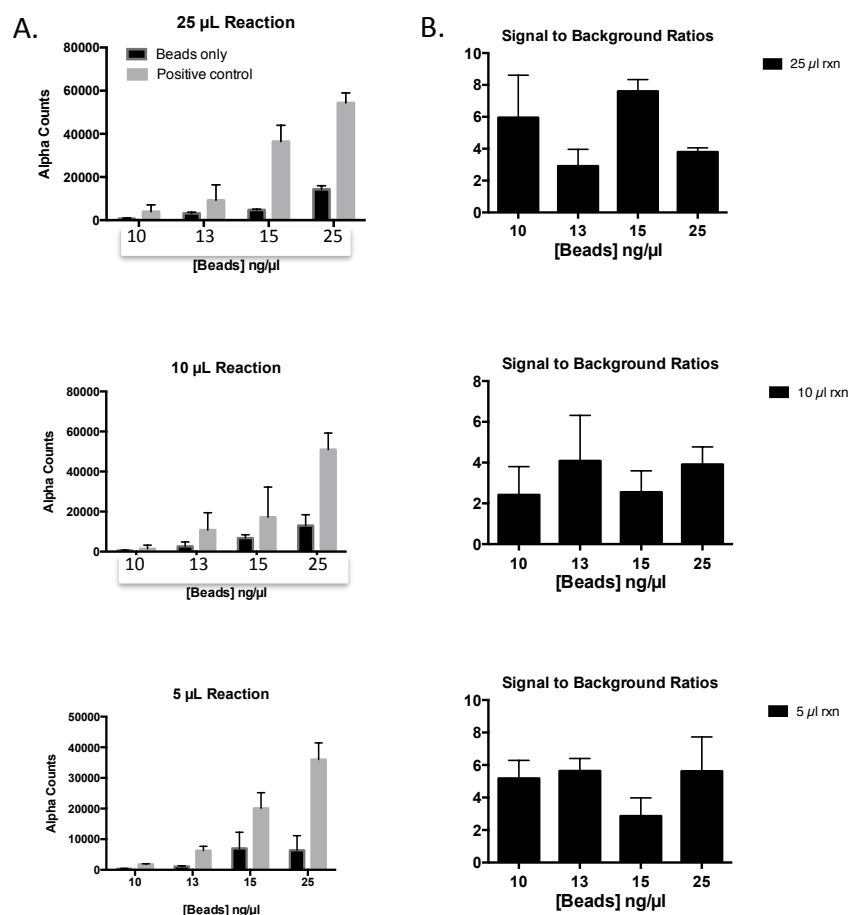 A.
25 µL Reaction
80000
60000
40000
20000
0
Alpha Counts
Beads only
Positive control
10 13 15 25
[Beads] ng/µl
B.
Signal to Background Ratios
10
8
6
4
2
0
25 µl rxn
10 13 15 25
[Beads] ng/µl
10 µL Reaction
80000
60000
40000
20000
0
Alpha Counts
10 13 15 25
[Beads] ng/µl
Signal to Background Ratios
8
6
4
2
0
10 µl rxn
10 13 15 25
[Beads] ng/µl
5 µL Reaction
50000
40000
30000
20000
10000
0
Alpha Counts
10 13 15 25
[Beads] ng/µl
Signal to Background Ratios
10
8
6
4
2
0
5 µl rxn
10 13 15 25
[Beads] ng/µl